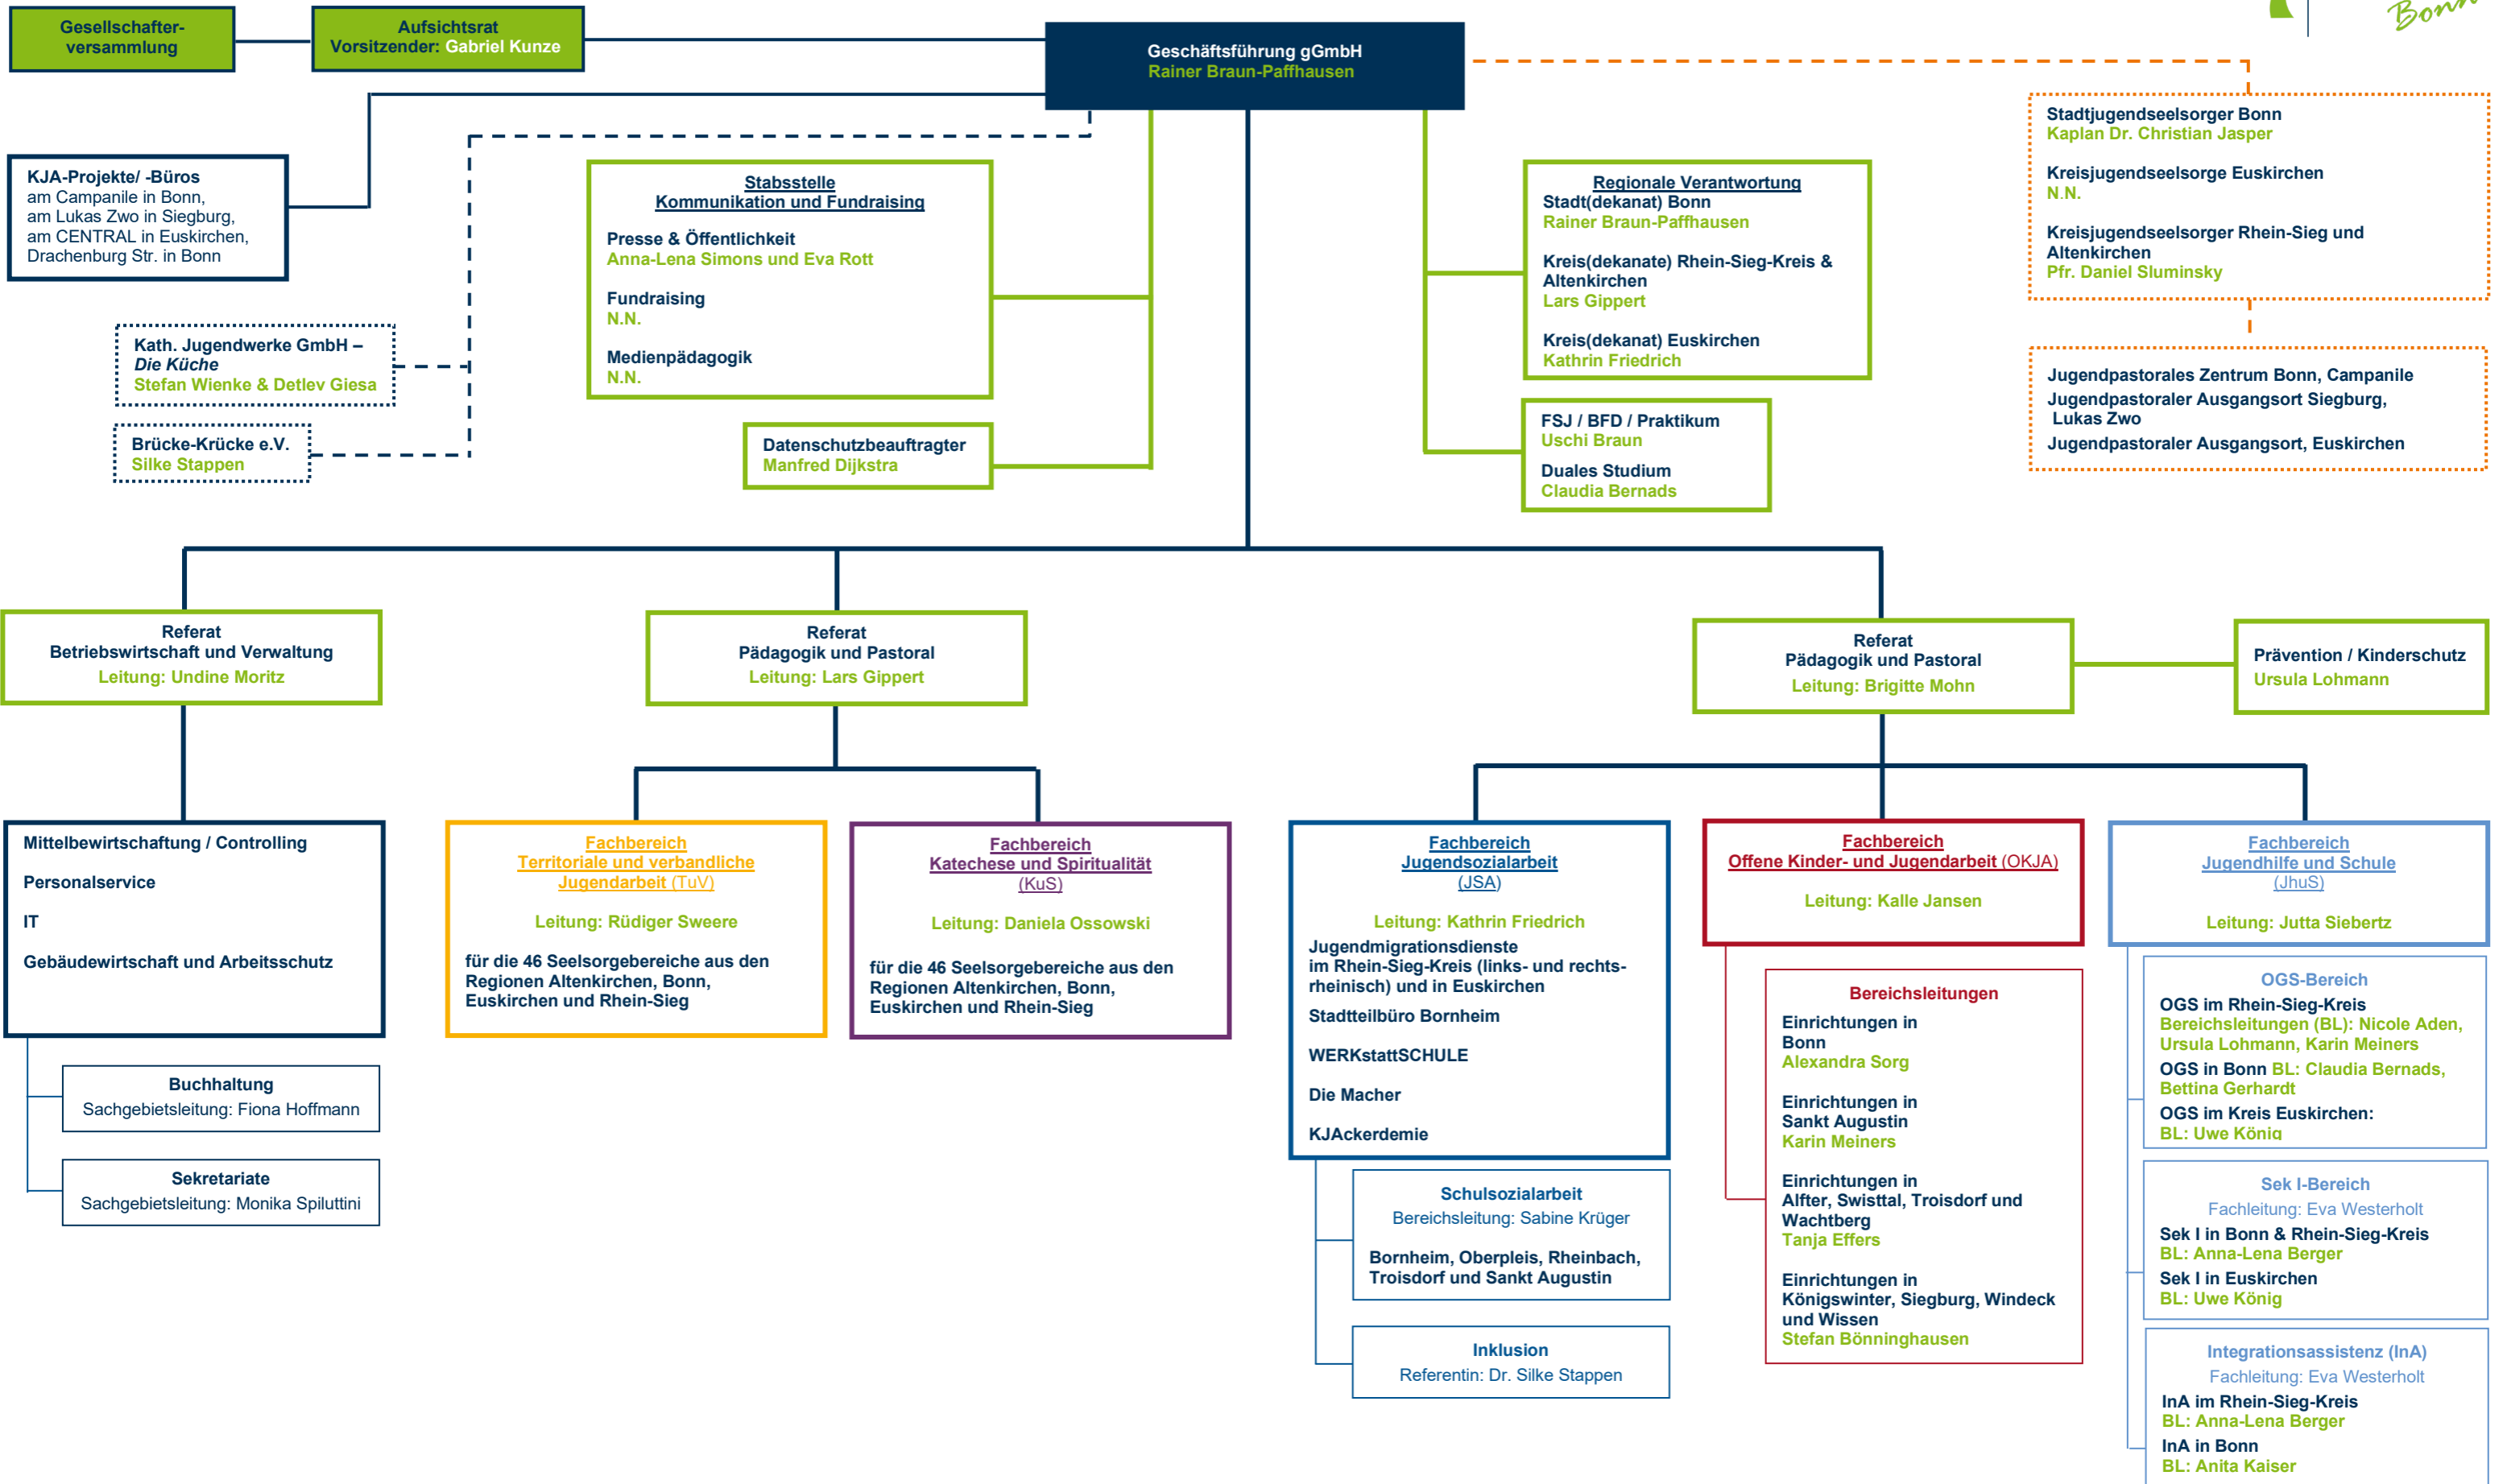 Gesellschafter-
versammlung
Aufsichtsrat
Vorsitzender: Gabriel Kunze
Geschäftsführung gGmbH
Rainer Braun-Paffhausen
Bonn
KJA-Projekte/ -Büros
am Campanile in Bonn,
am Lukas Zwo in Siegburg,
am CENTRAL in Euskirchen,
Drachenburg Str. in Bonn
Kath. Jugendwerke GmbH –
Die Küche
Stefan Wienke & Detlev Giesa
Brücke-Krücke e.V.
Silke Stappen
Stabsstelle
Kommunikation und Fundraising
Presse & Öffentlichkeit
Anna-Lena Simons und Eva Rott
Fundraising
N.N.
Medienpädagogik
N.N.
Datenschutzbeauftragter
Manfred Dijkstra
Regionale Verantwortung
Stadt(dekanat) Bonn
Rainer Braun-Paffhausen
Kreis(dekanate) Rhein-Sieg-Kreis &
Altenkirchen
Lars Gippert
Kreis(dekanat) Euskirchen
Kathrin Friedrich
FSJ / BFD / Praktikum
Uschi Braun
Duales Studium
Claudia Bernads
Stadtjugendseelsorger Bonn
Kaplan Dr. Christian Jasper
Kreisjugendseelsorge Euskirchen
N.N.
Kreisjugendseelsorger Rhein-Sieg und
Altenkirchen
Pfr. Daniel Sluminsky
Jugendpastorales Zentrum Bonn, Campanile
Jugendpastoraler Ausgangsort Siegburg,
Lukas Zwo
Jugendpastoraler Ausgangsort, Euskirchen
Referat
Betriebswirtschaft und Verwaltung
Leitung: Undine Moritz
Referat
Pädagogik und Pastoral
Leitung: Lars Gippert
Referat
Pädagogik und Pastoral
Leitung: Brigitte Mohn
Prävention / Kinderschutz
Ursula Lohmann
Mittelbewirtschaftung / Controlling
Personalservice
IT
Gebäudewirtschaft und Arbeitsschutz
Buchhaltung
Sachgebietsleitung: Fiona Hoffmann
Sekretariate
Sachgebietsleitung: Monika Spiluttini
Fachbereich
Territoriale und verbandliche
Jugendarbeit (TuV)
Leitung: Rüdiger Sweere
für die 46 Seelsorgebereiche aus den
Regionen Altenkirchen, Bonn,
Euskirchen und Rhein-Sieg
Fachbereich
Katechese und Spiritualität
(KuS)
Leitung: Daniela Ossowski
für die 46 Seelsorgebereiche aus den
Regionen Altenkirchen, Bonn,
Euskirchen und Rhein-Sieg
Fachbereich
Jugendsozialarbeit
(JSA)
Leitung: Kathrin Friedrich
Jugendmigrationsdienste
im Rhein-Sieg-Kreis (links- und rechts-
rheinisch) und in Euskirchen
Stadtteilbüro Bornheim
WERKstattSCHULE
Die Macher
KJAckerdemie
Schulsozialarbeit
Bereichsleitung: Sabine Krüger
Bornheim, Oberpleis, Rheinbach,
Troisdorf und Sankt Augustin
Inklusion
Referentin: Dr. Silke Stappen
Fachbereich
Offene Kinder- und Jugendarbeit (OKJA)
Leitung: Kalle Jansen
Bereichsleitungen
Einrichtungen in
Bonn
Alexandra Sorg
Einrichtungen in
Sankt Augustin
Karin Meiners
Einrichtungen in
Alfter, Swisttal, Troisdorf und
Wachtberg
Tanja Effers
Einrichtungen in
Königswinter, Siegburg, Windeck
und Wissen
Stefan Bönninghausen
Fachbereich
Jugendhilfe und Schule
(JhuS)
Leitung: Jutta Siebertz
OGS-Bereich
OGS im Rhein-Sieg-Kreis
Bereichsleitungen (BL): Nicole Aden,
Ursula Lohmann, Karin Meiners
OGS in Bonn BL: Claudia Bernads,
Bettina Gerhardt
OGS im Kreis Euskirchen:
BL: Uwe König
Sek I-Bereich
Fachleitung: Eva Westerholt
Sek I in Bonn & Rhein-Sieg-Kreis
BL: Anna-Lena Berger
Sek I in Euskirchen
BL: Uwe König
Integrationsassistenz (InA)
Fachleitung: Eva Westerholt
InA im Rhein-Sieg-Kreis
BL: Anna-Lena Berger
InA in Bonn
BL: Anita Kaiser